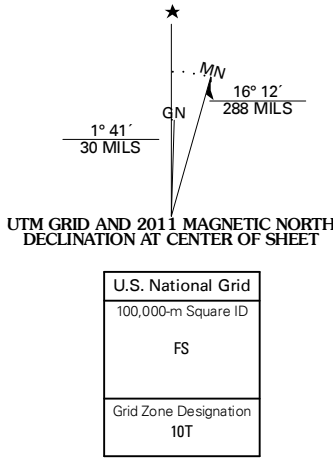 MN
16° 12´
288 MILS
GN
1° 41´
30 MILS
UTM GRID AND 2011 MAGNETIC NORTH
DECLINATION AT CENTER OF SHEET
U.S. National Grid
100,000-m Square ID
FS
Grid Zone Designation
10T